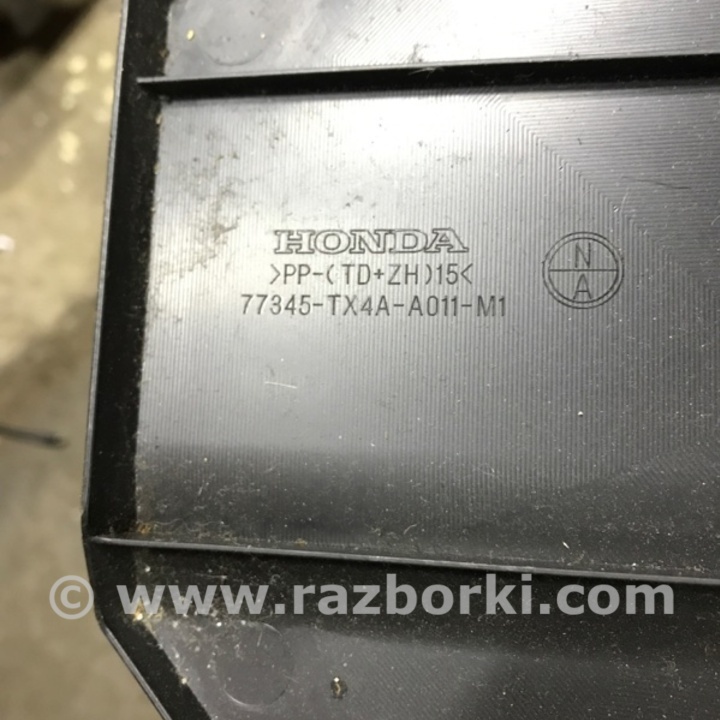 HONDA
>PP-(TD+ZH)15<
77345-TX4A-A011-M1
N
A
© www.razborki.com